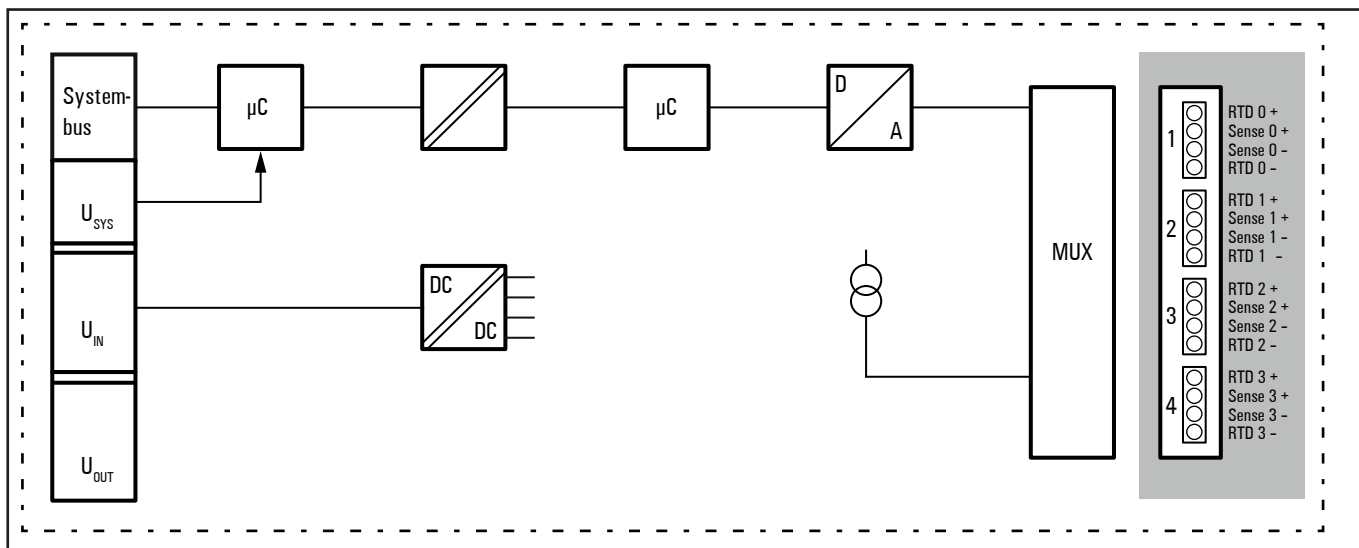 System-
bus
µC
µC
D
A
U_SYS
U_IN
DC
DC
U_OUT
MUX
1
RTD 0 +
Sense 0 +
Sense 0 –
RTD 0 –
2
RTD 1 +
Sense 1 +
Sense 1 –
RTD 1 –
3
RTD 2 +
Sense 2 +
Sense 2 –
RTD 2 –
4
RTD 3 +
Sense 3 +
Sense 3 –
RTD 3 –